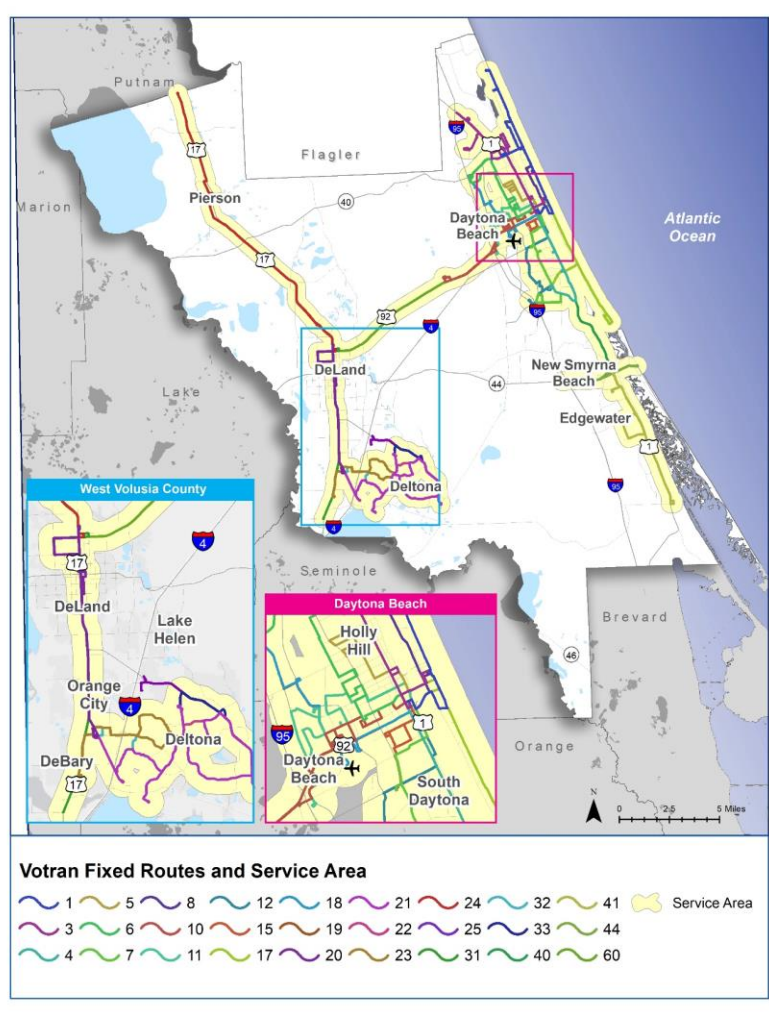 Putnam
95
1
Flagler
17
Pierson
Marion
40
Daytona
Beach
Atlantic
Ocean
17
92
95
4
DeLand
New Smyrna
Beach
44
Lake
Edgewater
1
Deltona
95
4
West Volusia County
4
17
DeLand
Lake
Helen
Orange
City
4
Deltona
DeBary
17
Seminole
Daytona Beach
Holly
Hill
1
95
92
Daytona
Beach
South
Daytona
Brevard
46
Orange
N
0 2.5 5 Miles
Votran Fixed Routes and Service Area
1 5 8 12 18 21 24 32 41 Service Area
3 6 10 15 19 22 25 33 44
4 7 11 17 20 23 31 40 60